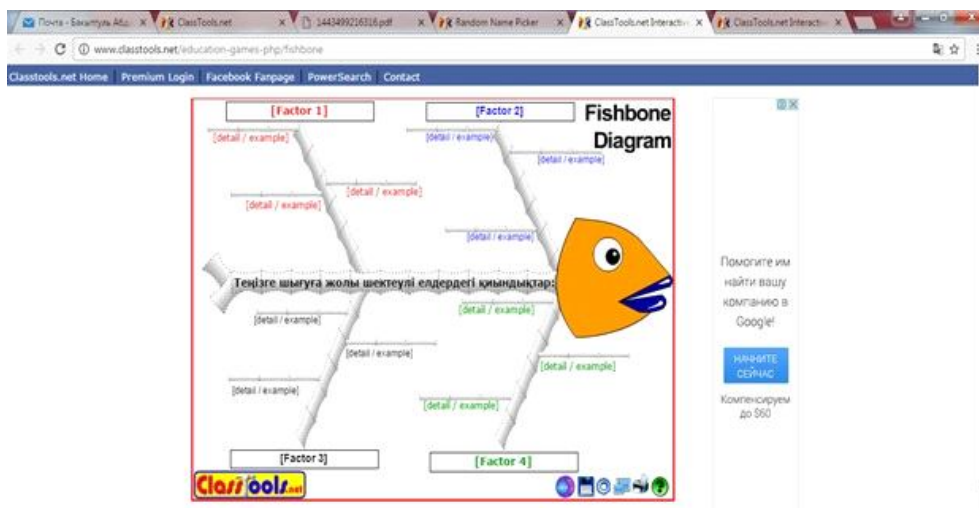 Почта - Бакытгуль Абд.
ClassTools.net
1443499216316.pdf
Random Name Picker
ClassTools.net Interactiv
ClassTools.net Interactiv
www.classtools.net/education-games-php/fishbone
Classtools.net Home
Premium Login
Facebook Fanpage
PowerSearch
Contact
[Factor 1]
[Factor 2]
Fishbone
Diagram
[detail / example]
[detail / example]
[detail / example]
[detail / example]
[detail / example]
[detail / example]
Теңізге шығуға жолы шектеулі елдердегі қиындықтар:
[detail / example]
[detail / example]
[detail / example]
[detail / example]
[detail / example]
[detail / example]
[Factor 3]
[Factor 4]
ClassTools.net
Помогите им
найти вашу
компанию в
Google!
НАЧНИТЕ
СЕЙЧАС
Компенсируем
до $60